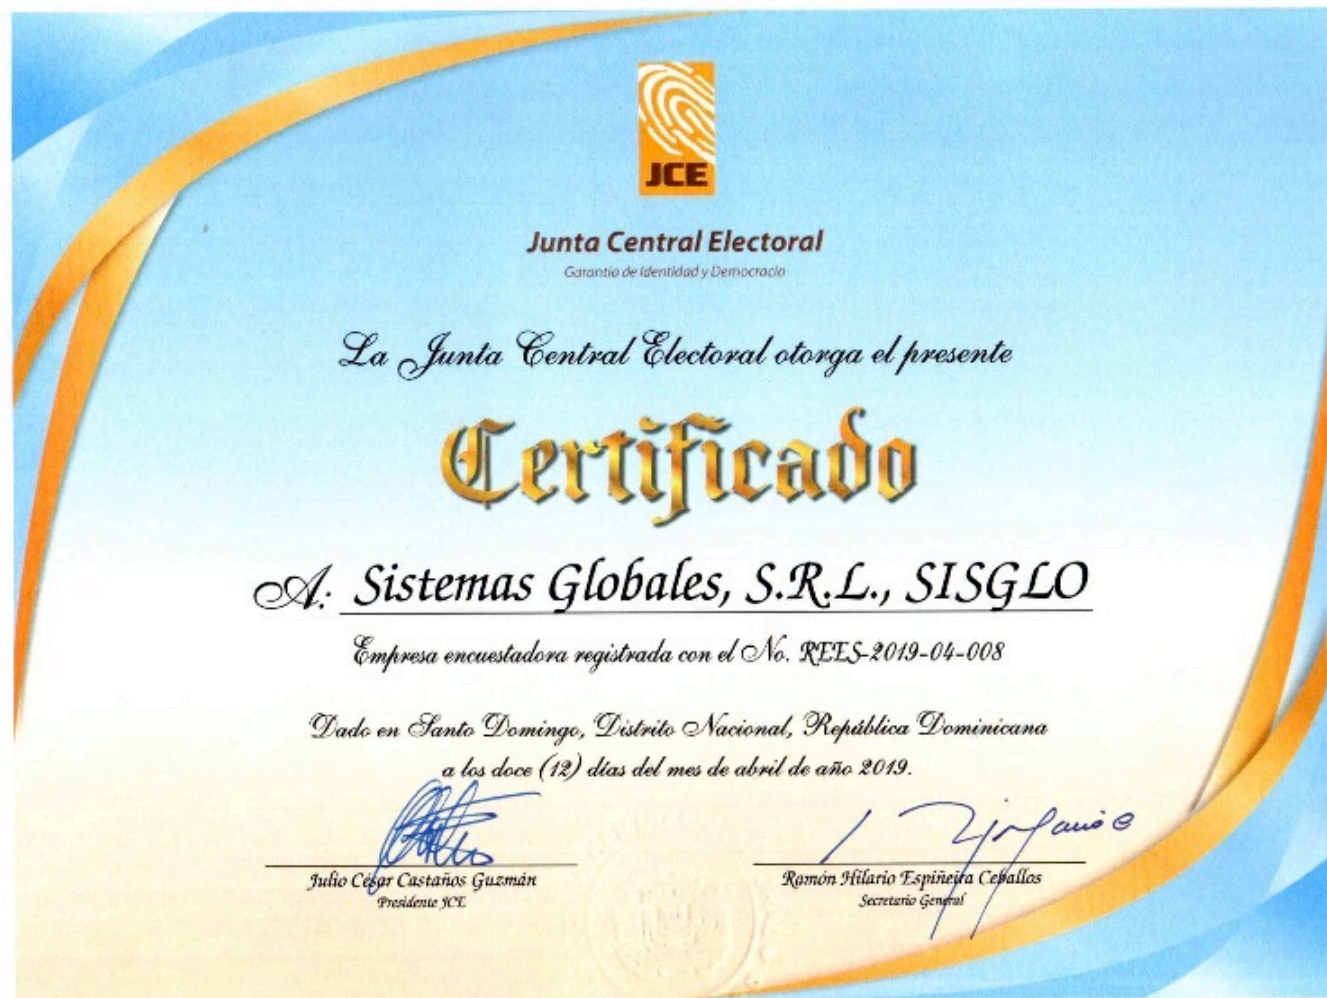 JCE
Junta Central Electoral
Garantía de Identidad y Democracia
La Junta Central Electoral otorga el presente
Certificado
A: Sistemas Globales, S.R.L., SISGLO
Empresa encuestadora registrada con el No. REES-2019-04-008
Dado en Santo Domingo, Distrito Nacional, República Dominicana
a los doce (12) días del mes de abril de año 2019.
Julio César Castaños Guzmán
Presidente JCE
Ramón Hilario Espiñeira Ceballos
Secretario General